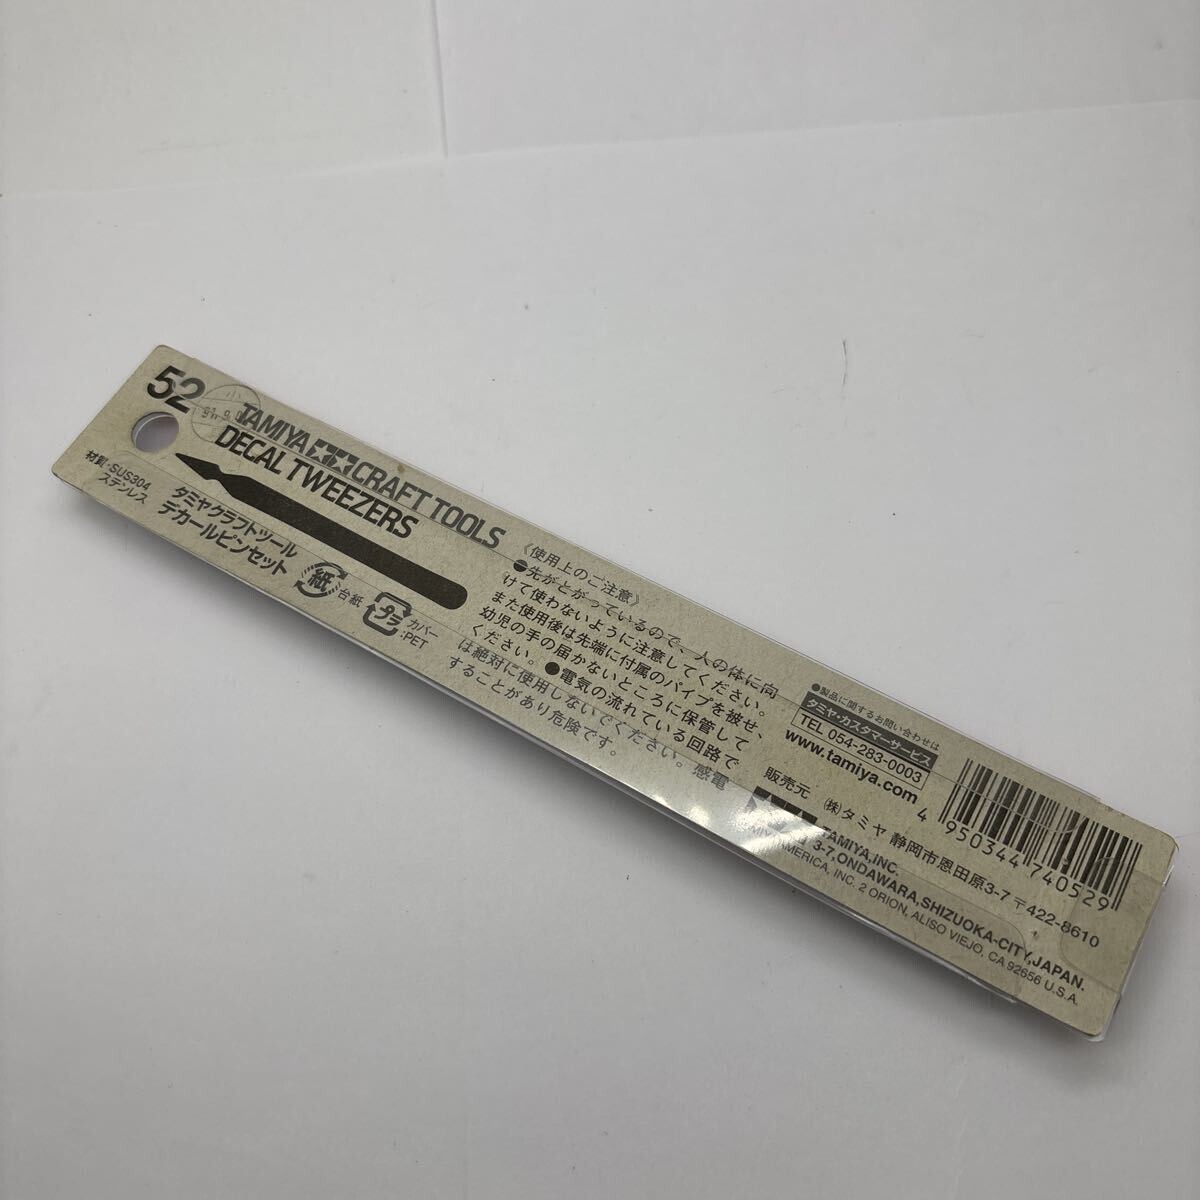 52
小
TAMIYA CRAFT TOOLS
DECAL TWEEZERS
材質・SUS304
ステンレス
タミヤクラフトツール
デカールピンセット
紙
台紙
プラ
カバー
:PET
《使用上のご注意》
●先がとがっているので、人の体に向
けて使わないように注意してください。
また使用後は先端に付属のパイプを被せ、
幼児の手の届かないところに保管して
ください。●電気の流れている回路で
は絶対に使用しないでください。感電
することがあり危険です。
●製品に関するお問い合わせは
タミヤ・カスタマーサービス
TEL 054-283-0003
www.tamiya.com
販売元 (株)タミヤ 静岡市恩田原3-7 〒422-8610
TAMIYA,INC.
3-7,ONDAWARA,SHIZUOKA-CITY,JAPAN.
AMERICA, INC. 2 ORION, ALISO VIEJO, CA 92656 U.S.A.
4 950344 740529